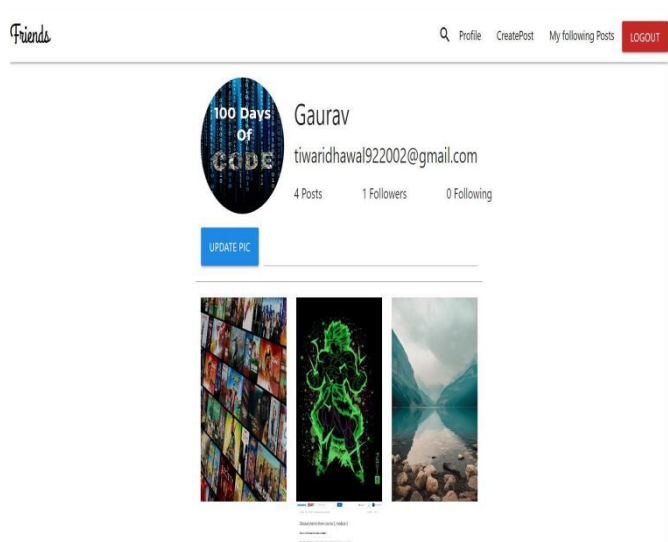 Friends
Profile CreatePost My following Posts LOGOUT
100 Days
Of
CODE
Gaurav
tiwaridhawal922002@gmail.com
4 Posts 1 Followers 0 Following
UPDATE PIC